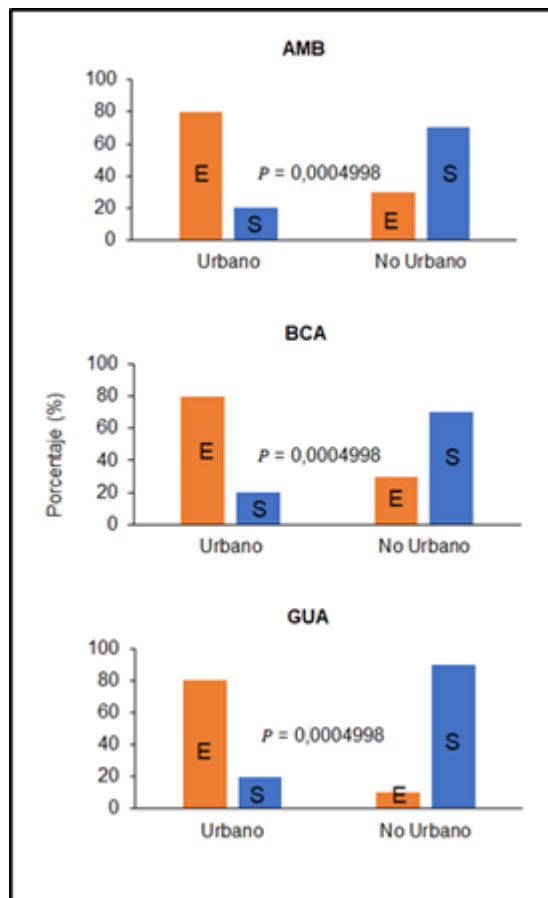 AMB
100
80
60
40
20
0
E
S
P = 0,0004998
E
S
Urbano
No Urbano
Porcentaje (%)
BCA
100
80
60
40
20
0
E
S
P = 0,0004998
E
S
Urbano
No Urbano
GUA
100
80
60
40
20
0
E
S
P = 0,0004998
E
S
Urbano
No Urbano